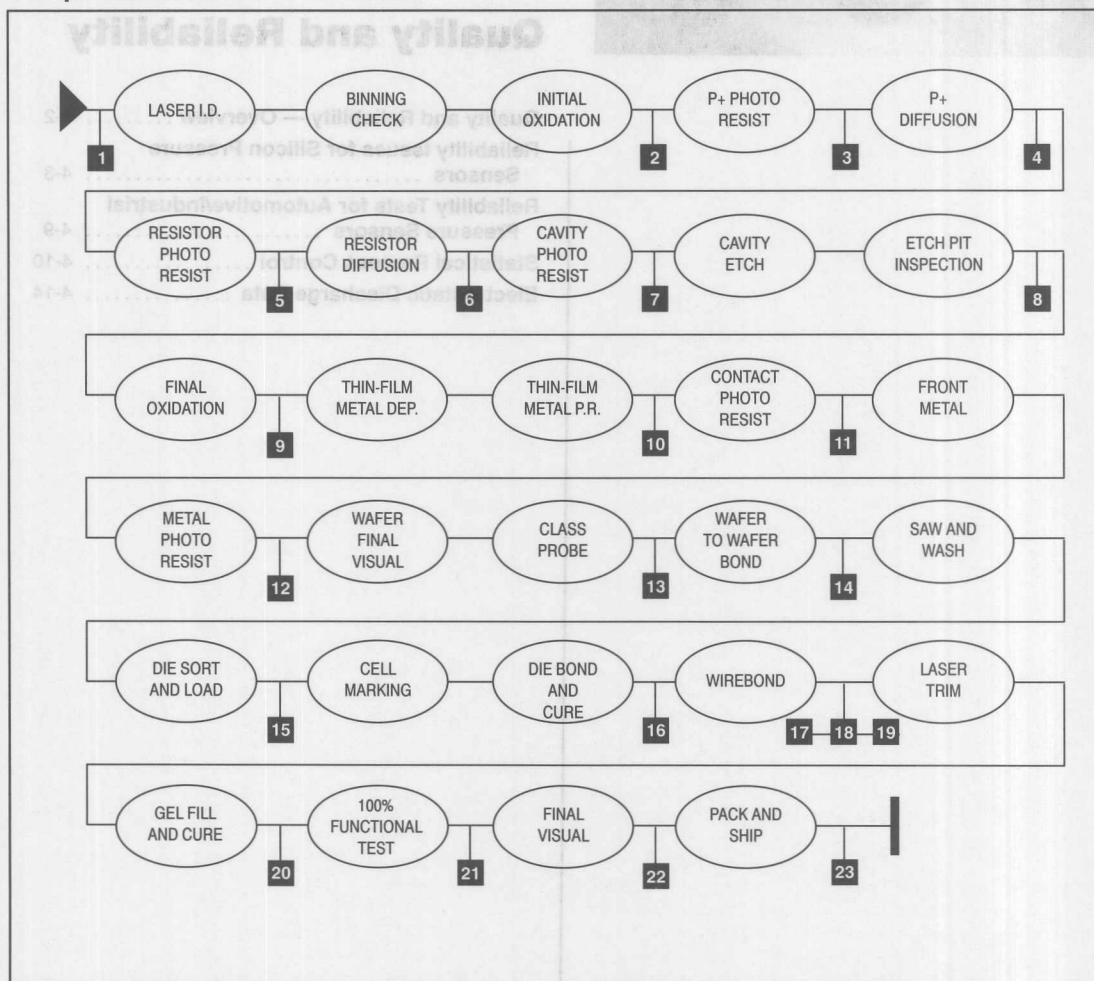 Quality and Reliability
Quality and Reliability — Overview . . . . . . . . 4-2
Reliability Issues for Silicon Pressure
Sensors . . . . . . . . . . . . . . . . . . . . 4-3
Reliability Tests for Automotive/Industrial
Pressure Sensors . . . . . . . . . . . . 4-9
Statistical Process Control . . . . . . . . 4-10
Electrostatic Discharge Data . . . . . . . . 4-14
LASER I.D.
BINNING
CHECK
INITIAL
OXIDATION
P+ PHOTO
RESIST
P+
DIFFUSION
1
2
3
4
RESISTOR
PHOTO
RESIST
RESISTOR
DIFFUSION
CAVITY
PHOTO
RESIST
CAVITY
ETCH
ETCH PIT
INSPECTION
5
6
7
8
FINAL
OXIDATION
THIN-FILM
METAL DEP.
THIN-FILM
METAL P.R.
CONTACT
PHOTO
RESIST
FRONT
METAL
9
10
11
METAL
PHOTO
RESIST
WAFER
FINAL
VISUAL
CLASS
PROBE
WAFER
TO WAFER
BOND
SAW AND
WASH
12
13
14
DIE SORT
AND LOAD
CELL
MARKING
DIE BOND
AND
CURE
WIREBOND
LASER
TRIM
15
16
17
18
19
GEL FILL
AND CURE
100%
FUNCTIONAL
TEST
FINAL
VISUAL
PACK AND
SHIP
20
21
22
23